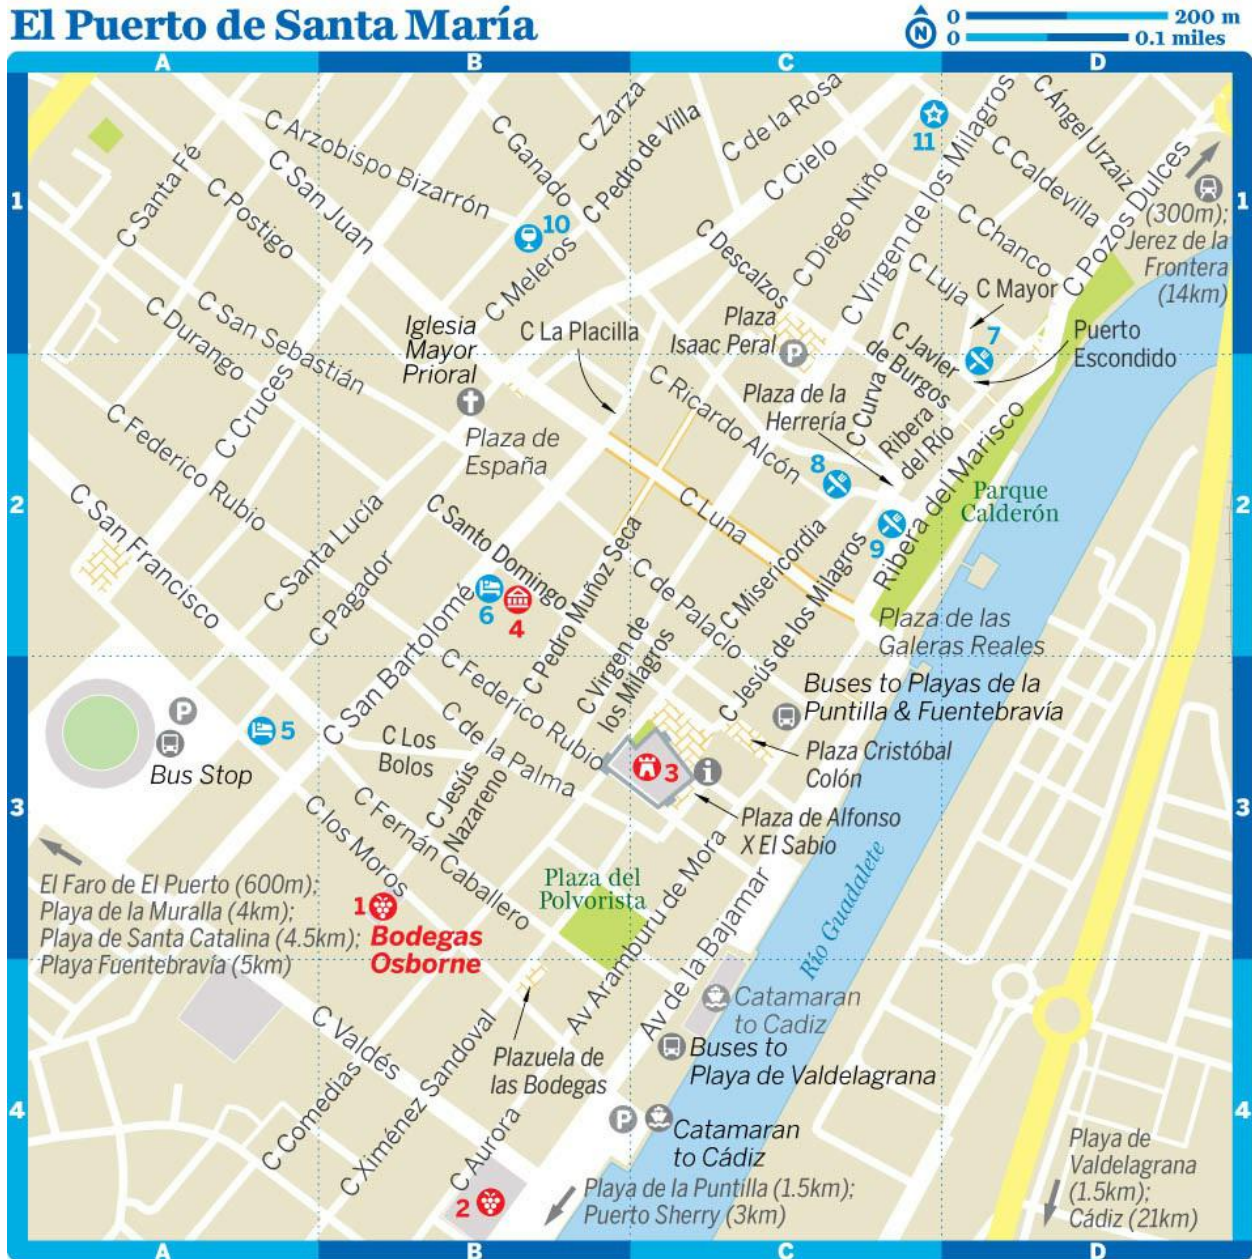 El Puerto de Santa María
N
0 200 m
0 0.1 miles
A B C D
1
C Arzobispo Bizarrón
C Santa Fé
C San Juan
C Postigo
C Ganado
C Zarza
C Pedro de Villa
C de la Rosa
C Cielo
11
C Ángel Urzaiz
C Caldevilla
C Pozos Dulces
1
(300m);
Jerez de la
Frontera
(14km)
10
C Meleros
C Descalzos
C Diego Niño
C Virgen de los Milagros
C Chanco
C Luja
C Mayor
C San Sebastián
C Durango
Iglesia
Mayor
Prioral
C La Placilla
Plaza
Isaac Peral
P
C Javier
de Burgos
7
Puerto
Escondido
C Cruces
C Federico Rubio
Plaza de
España
C Ricardo Alcón
Plaza de la
Herrería
C Curva
Ribera
del Río
Ribera del Marisco
2
C San Francisco
C Santa Lucía
C Pagador
C Santo Domingo
C Luna
8
9
Parque
Calderón
2
C San Bartolomé
6
4
C Pedro Muñoz Seca
C de Palacio
C Misericordia
C Jesús de los Milagros
Plaza de las
Galeras Reales
C Virgen de
los Milagros
C Federico Rubio
P
Bus Stop
5
C Los
Bolos
C de la Palma
C Jesús
Nazareno
3
i
Buses to Playas de la
Puntilla & Fuentebravía
Plaza Cristóbal
Colón
3
3
C los Moros
C Fernán Caballero
Plaza de Alfonso
X El Sabio
El Faro de El Puerto (600m);
Playa de la Muralla (4km);
Playa de Santa Catalina (4.5km);
Playa Fuentebravía (5km)
1
Bodegas
Osborne
Plaza del
Polvorista
Av Aramburu de Mora
Av de la Bajamar
Río Guadalete
C Valdés
C Comedias
C Ximénez Sandoval
Plazuela de
las Bodegas
Catamaran
to Cadiz
Buses to
Playa de Valdelagrana
4
C Aurora
2
P
Catamaran
to Cádiz
Playa de la Puntilla (1.5km);
Puerto Sherry (3km)
Playa de
Valdelagrana
(1.5km);
Cádiz (21km)
4
A B C D